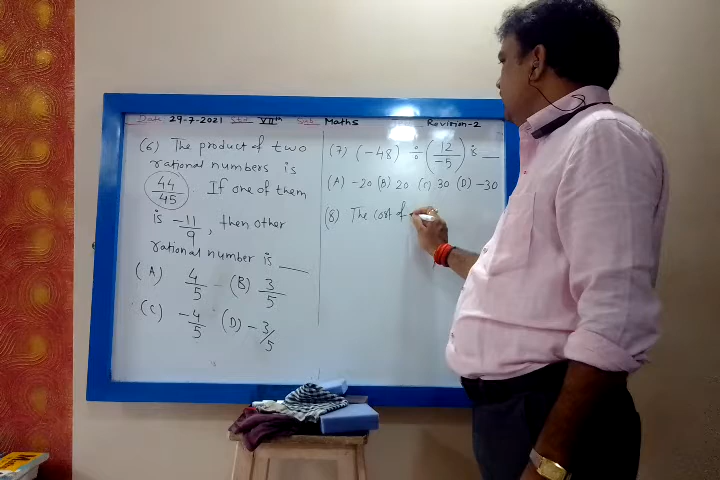 Date 29-7-2021 Std VIIth Sub Maths Revision-2
(6) The product of two
rational numbers is
44/45. If one of them
is -11/9, then other
rational number is ___
(A) 4/5 (B) 3/5
(C) -4/5 (D) -3/5
(7) (-48) ÷ (12/-5) is __
(A) -20 (B) 20 (C) 30 (D) -30
(8) The cost of